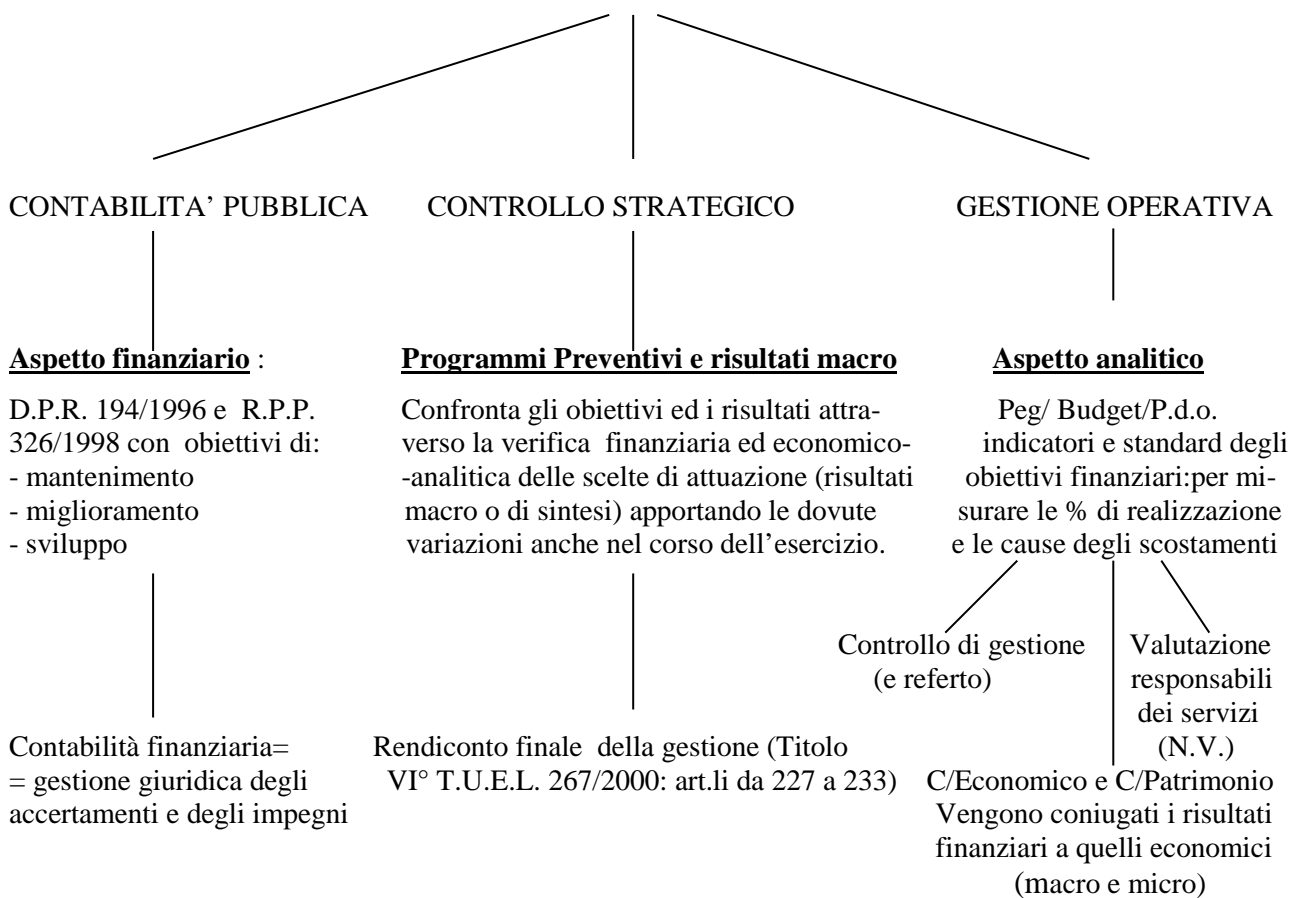 CONTABILITA’ PUBBLICA
CONTROLLO STRATEGICO
GESTIONE OPERATIVA
Aspetto finanziario :
D.P.R. 194/1996 e R.P.P.
326/1998 con obiettivi di:
- mantenimento
- miglioramento
- sviluppo
Contabilità finanziaria=
= gestione giuridica degli
accertamenti e degli impegni
Programmi Preventivi e risultati macro
Confronta gli obiettivi ed i risultati attra-
verso la verifica finanziaria ed economico-
-analitica delle scelte di attuazione (risultati
macro o di sintesi) apportando le dovute
variazioni anche nel corso dell’esercizio.
Rendiconto finale della gestione (Titolo
VI° T.U.E.L. 267/2000: art.li da 227 a 233)
Aspetto analitico
Peg/ Budget/P.d.o.
indicatori e standard degli
obiettivi finanziari:per mi-
surare le % di realizzazione
e le cause degli scostamenti
Controllo di gestione
(e referto)
Valutazione
responsabili
dei servizi
(N.V.)
C/Economico e C/Patrimonio
Vengono coniugati i risultati
finanziari a quelli economici
(macro e micro)